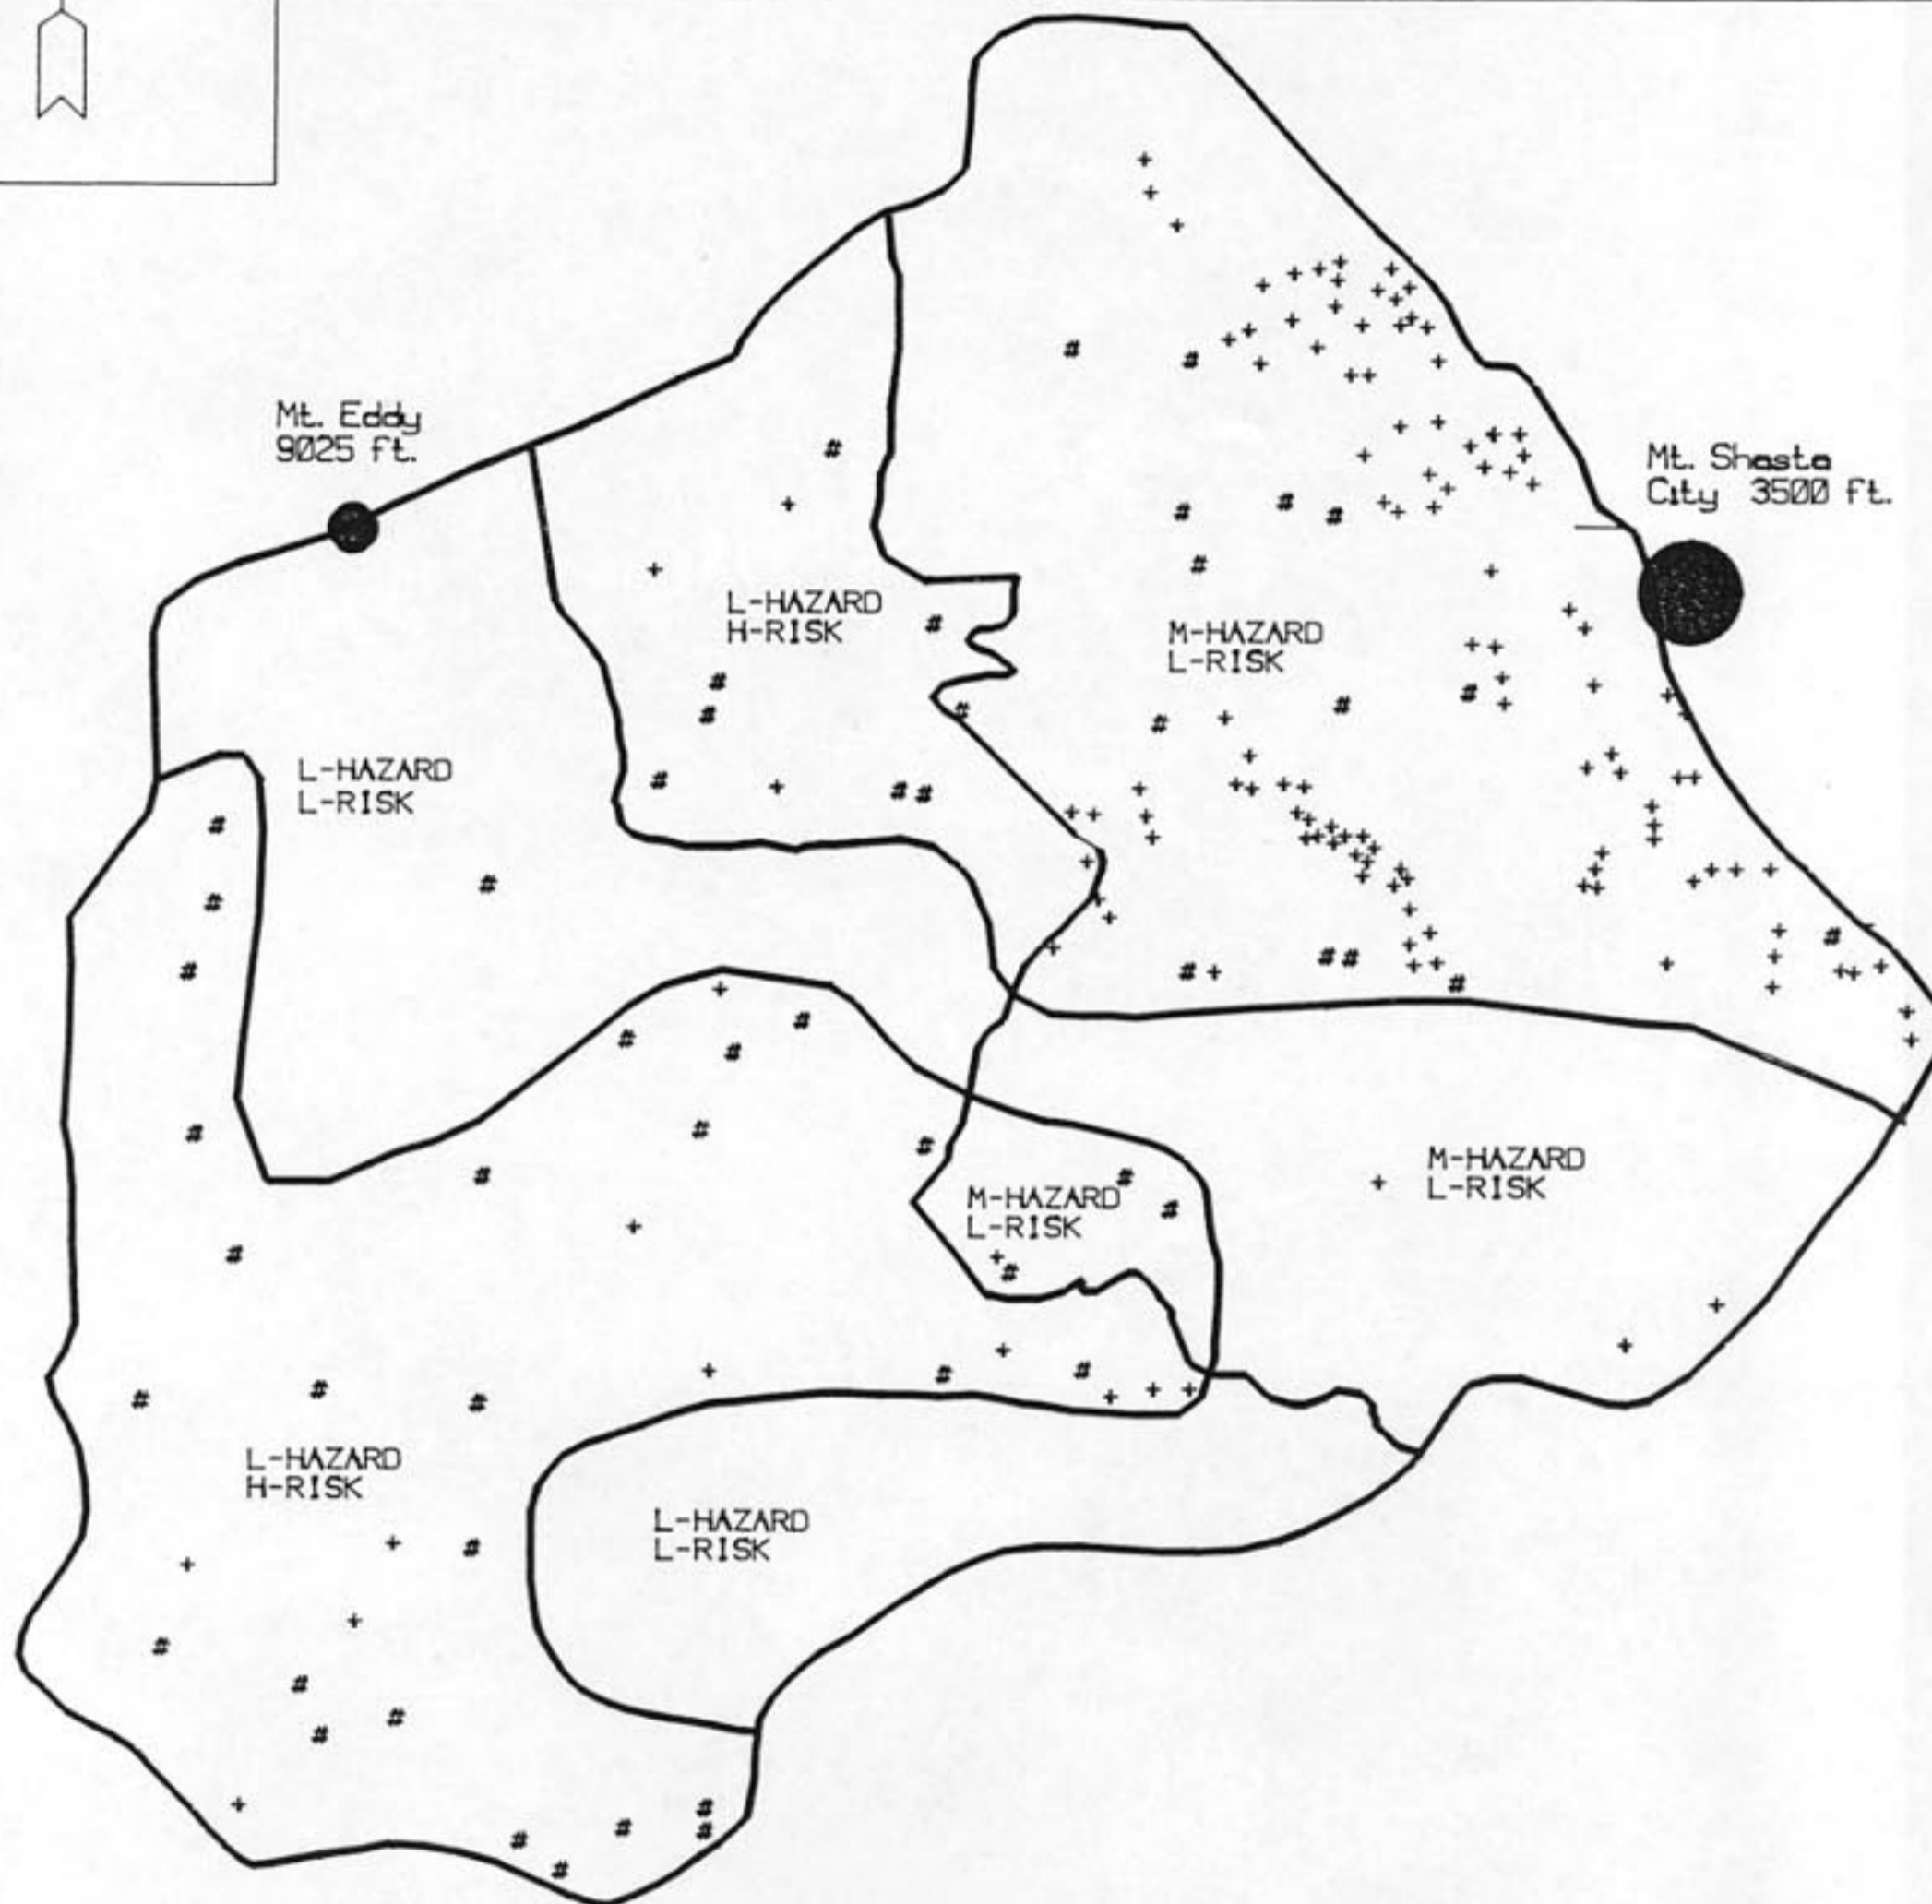 Mt. Eddy
9025 ft.
Mt. Shasta
City 3500 ft.
L-HAZARD
H-RISK
M-HAZARD
L-RISK
L-HAZARD
L-RISK
M-HAZARD
L-RISK
M-HAZARD
L-RISK
L-HAZARD
H-RISK
L-HAZARD
L-RISK